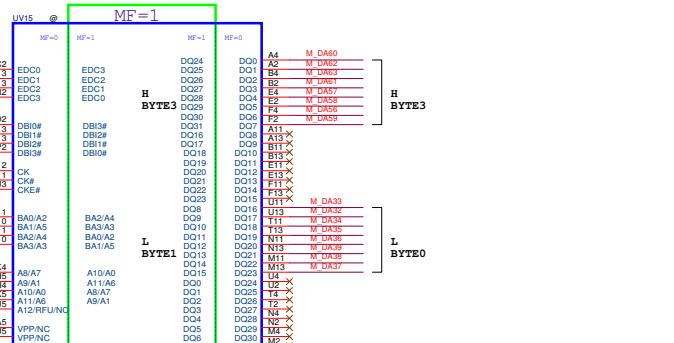 UV15 @ MF=1
MF=0 MF=1 MF=1 MF=0
DQ24 DQ0 A4 M_DA60
EDC0 EDC3 DQ25 DQ1 A2 M_DA62
EDC1 EDC2 DQ26 DQ2 B4 M_DA63
EDC2 EDC1 DQ27 DQ3 B2 M_DA61
EDC3 EDC0 DQ28 DQ4 E4 M_DA57
H BYTE3 DQ29 DQ5 E2 M_DA58 H BYTE3
DQ30 DQ6 F4 M_DA56
DBI0# DBI3# DQ31 DQ7 F2 M_DA59
DBI1# DBI2# DQ16 DQ8 A11
DBI2# DBI1# DQ17 DQ9 A13
DBI3# DBI0# DQ18 DQ10 B11
DQ19 DQ11 B13
CK DQ20 DQ12 E11
CK# DQ21 DQ13 E13
CKE# DQ22 DQ14 F11
DQ23 DQ15 F13
DQ8 DQ16 U11 M_DA33
BA0/A2 BA2/A4 DQ9 DQ17 U13 M_DA32
BA1/A5 BA3/A3 DQ10 DQ18 T11 M_DA34
BA2/A4 BA0/A2 DQ11 DQ19 T13 M_DA35
BA3/A3 BA1/A5 DQ12 DQ20 N11 M_DA36
L BYTE1 DQ13 DQ21 N13 M_DA39 L BYTE0
DQ14 DQ22 M11 M_DA38
A8/A7 A10/A0 DQ15 DQ23 M13 M_DA37
A9/A1 A11/A6 DQ0 DQ24 U4
A10/A0 A8/A7 DQ1 DQ25 U2
A11/A6 A9/A1 DQ2 DQ26 T4
A12/RFU/NC DQ3 DQ27 T2
DQ4 DQ28 N4
VPP/NC DQ5 DQ29 N2
VPP/NC DQ6 DQ30 M4
M2